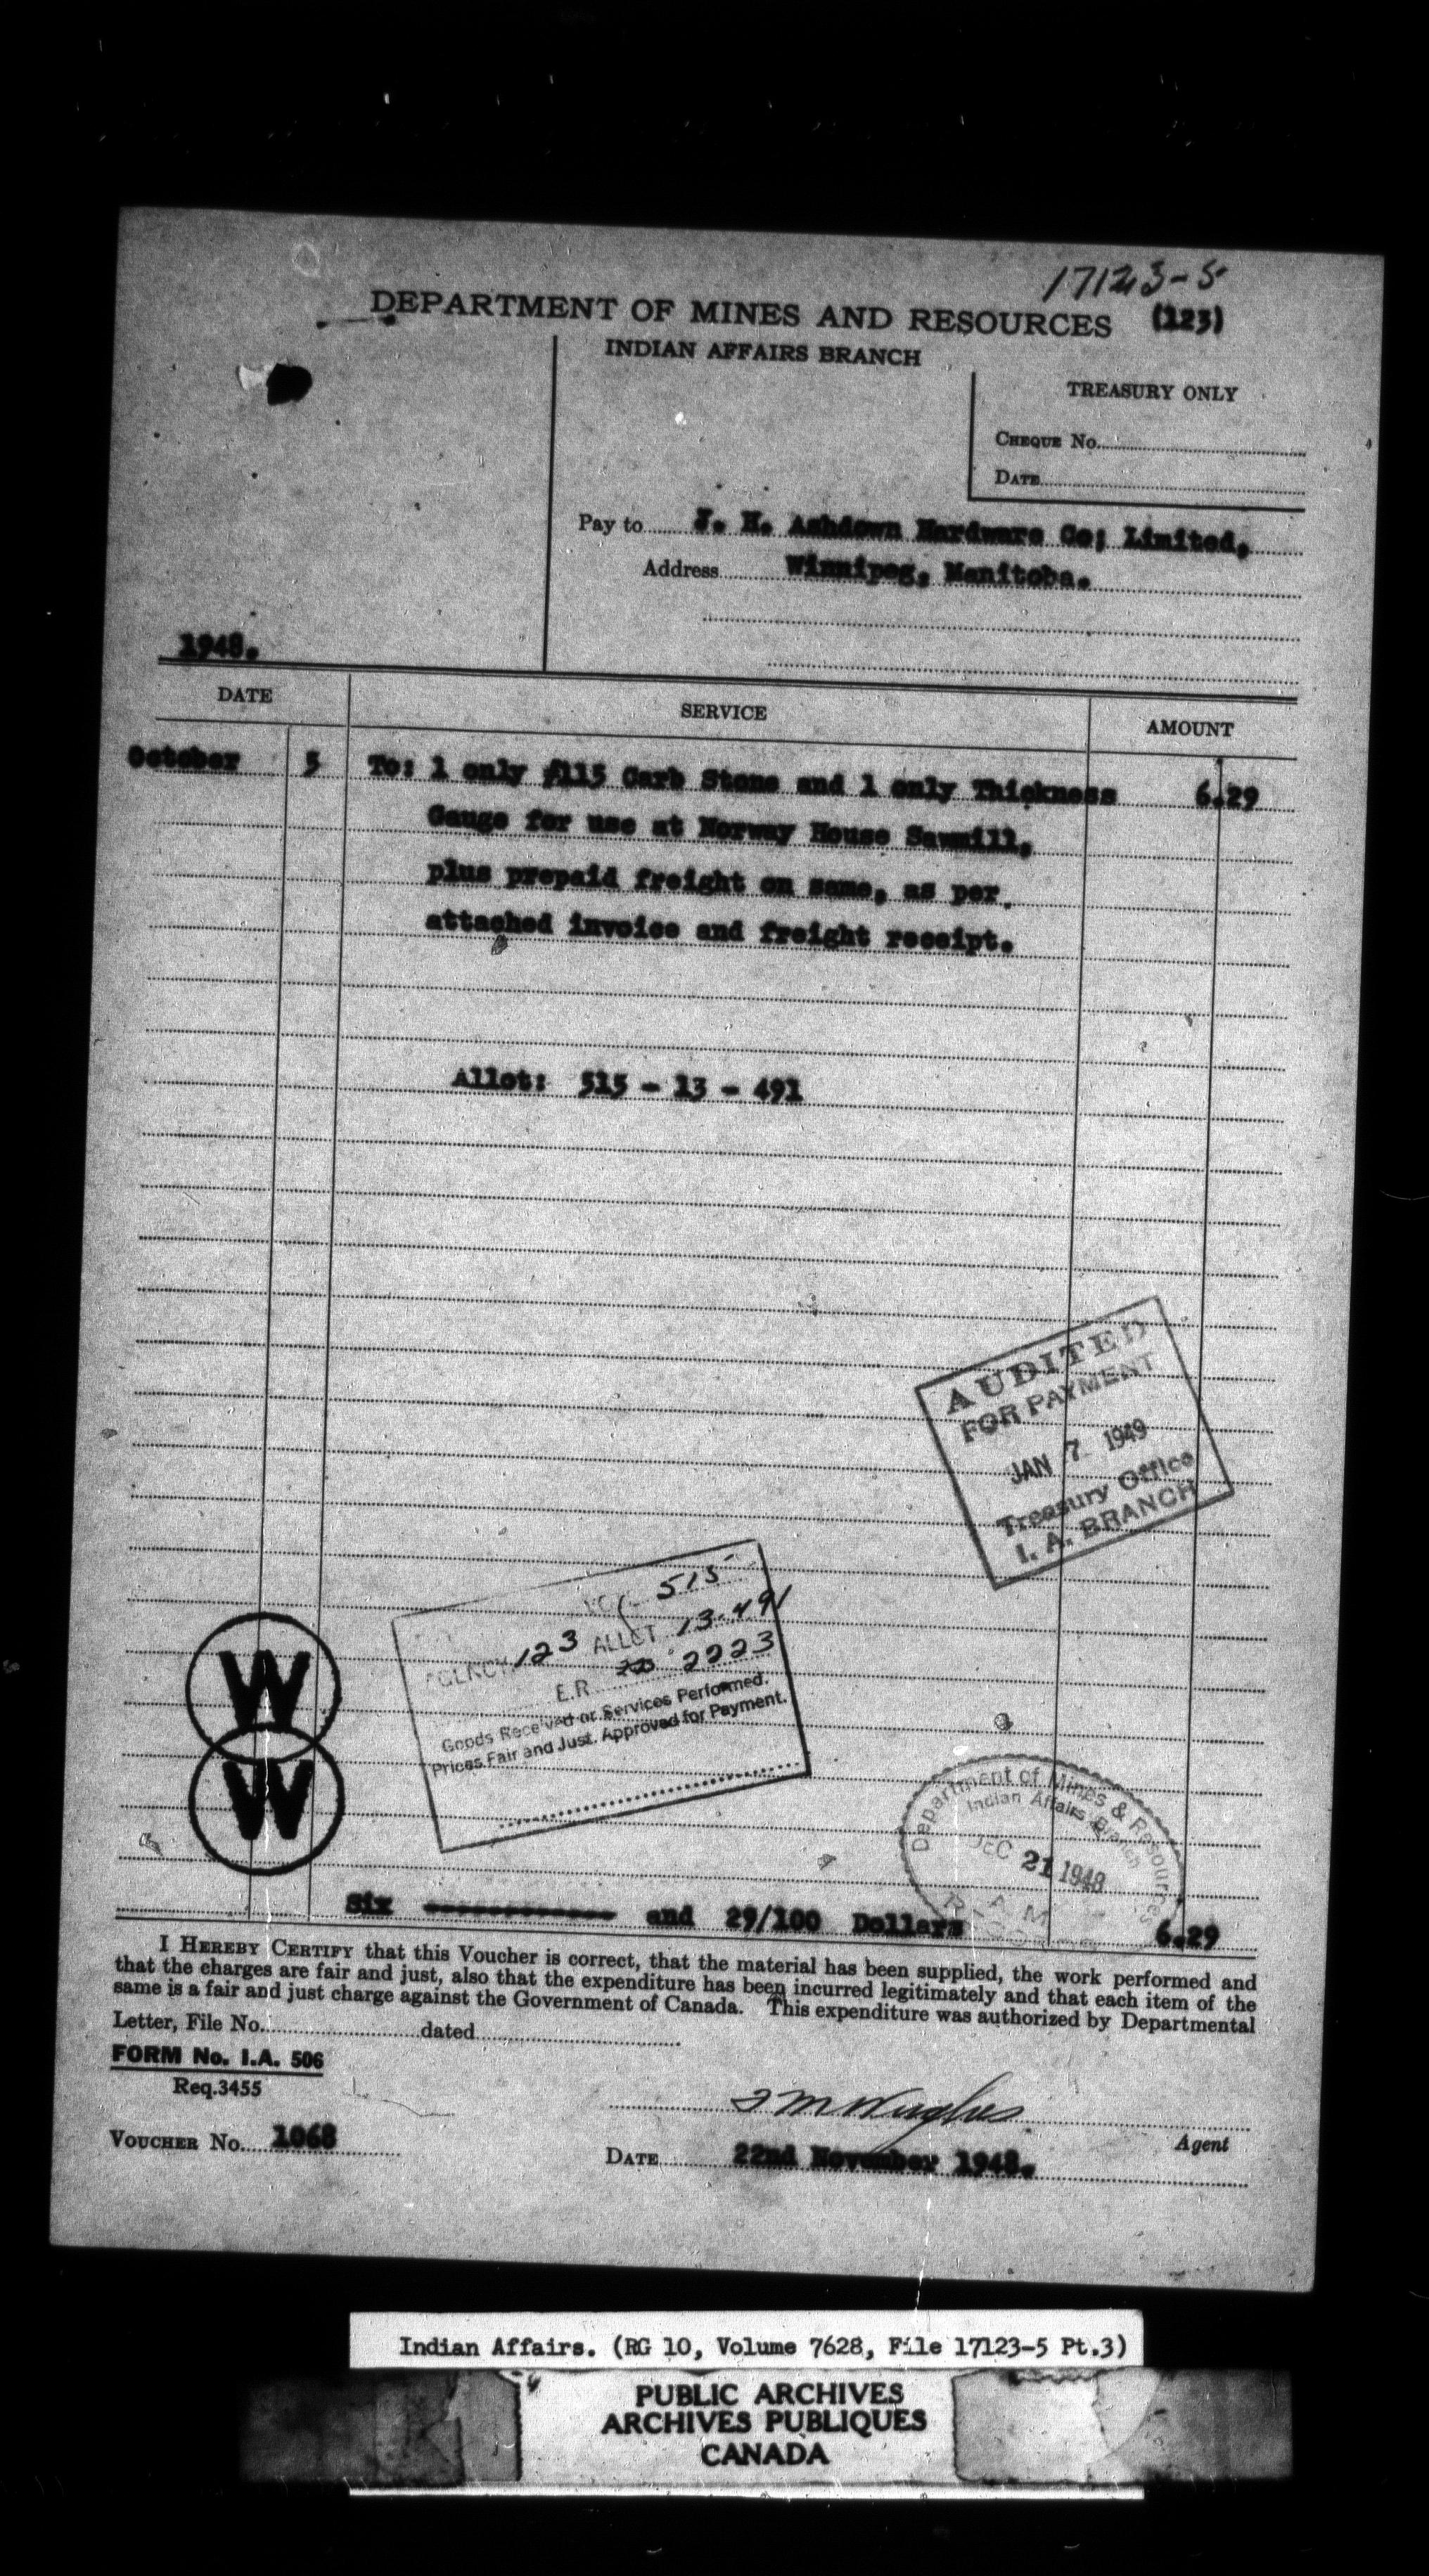 17123-5
DEPARTMENT OF MINES AND RESOURCES (123)
INDIAN AFFAIRS BRANCH
TREASURY ONLY
CHEQUE No.
DATE
Pay to J. H. Ashdown Hardware Co; Limited,
Address Winnipeg, Manitoba.
1948.
DATE SERVICE AMOUNT
October 5 To: 1 only #115 Carb Stone and 1 only Thickness 6.29
Gauge for use at Norway House Sawmill,
plus prepaid freight on same, as per
attached invoice and freight receipt.
Allot: 515 - 13 - 491
AUDITED
FOR PAYMENT
JAN 7 1949
Treasury Office
I. A. BRANCH
515
AGENCY 123 ALLOT 13-491
E.R. 2223
Goods Received or Services Performed.
Prices Fair and Just. Approved for Payment.
W
W
Department of Mines & Resources
Indian Affairs Branch
DEC 21 1948
A. M.
Six ------------ and 29/100 Dollars 6.29
I HEREBY CERTIFY that this Voucher is correct, that the material has been supplied, the work performed and
that the charges are fair and just, also that the expenditure has been incurred legitimately and that each item of the
same is a fair and just charge against the Government of Canada. This expenditure was authorized by Departmental
Letter, File No. dated
FORM No. I.A. 506
Req.3455
Agent
VOUCHER No. 1068
DATE 22nd November 1948.
Indian Affairs. (RG 10, Volume 7628, File 17123-5 Pt.3)
PUBLIC ARCHIVES
ARCHIVES PUBLIQUES
CANADA